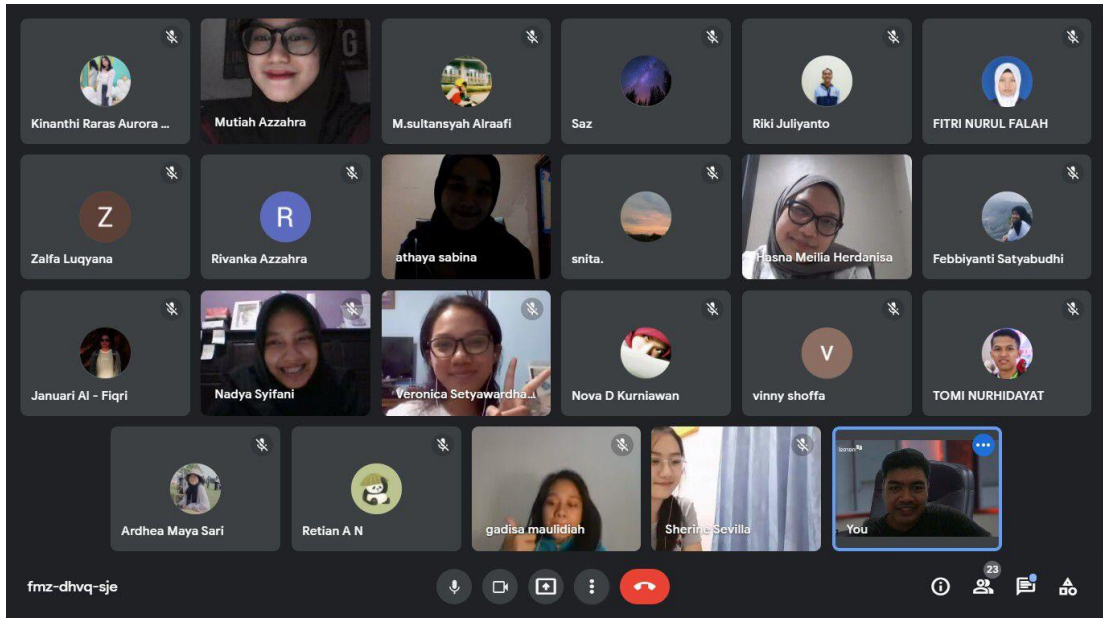 Kinanthi Raras Aurora ...
Mutiah Azzahra
M.sultansyah Alraafi
Saz
Riki Juliyanto
FITRI NURUL FALAH
Z
Zalfa Luqyana
R
Rivanka Azzahra
athaya sabina
snita.
Hasna Meilia Herdanisa
Febbiyanti Satyabudhi
Januari Al - Fiqri
Nadya Syifani
Veronica Setyawardha...
Nova D Kurniawan
V
vinny shoffa
TOMI NURHIDAYAT
Ardhea Maya Sari
Retian A N
gadisa maulidiah
Sherine Sevilla
You
fmz-dhvq-sje
23